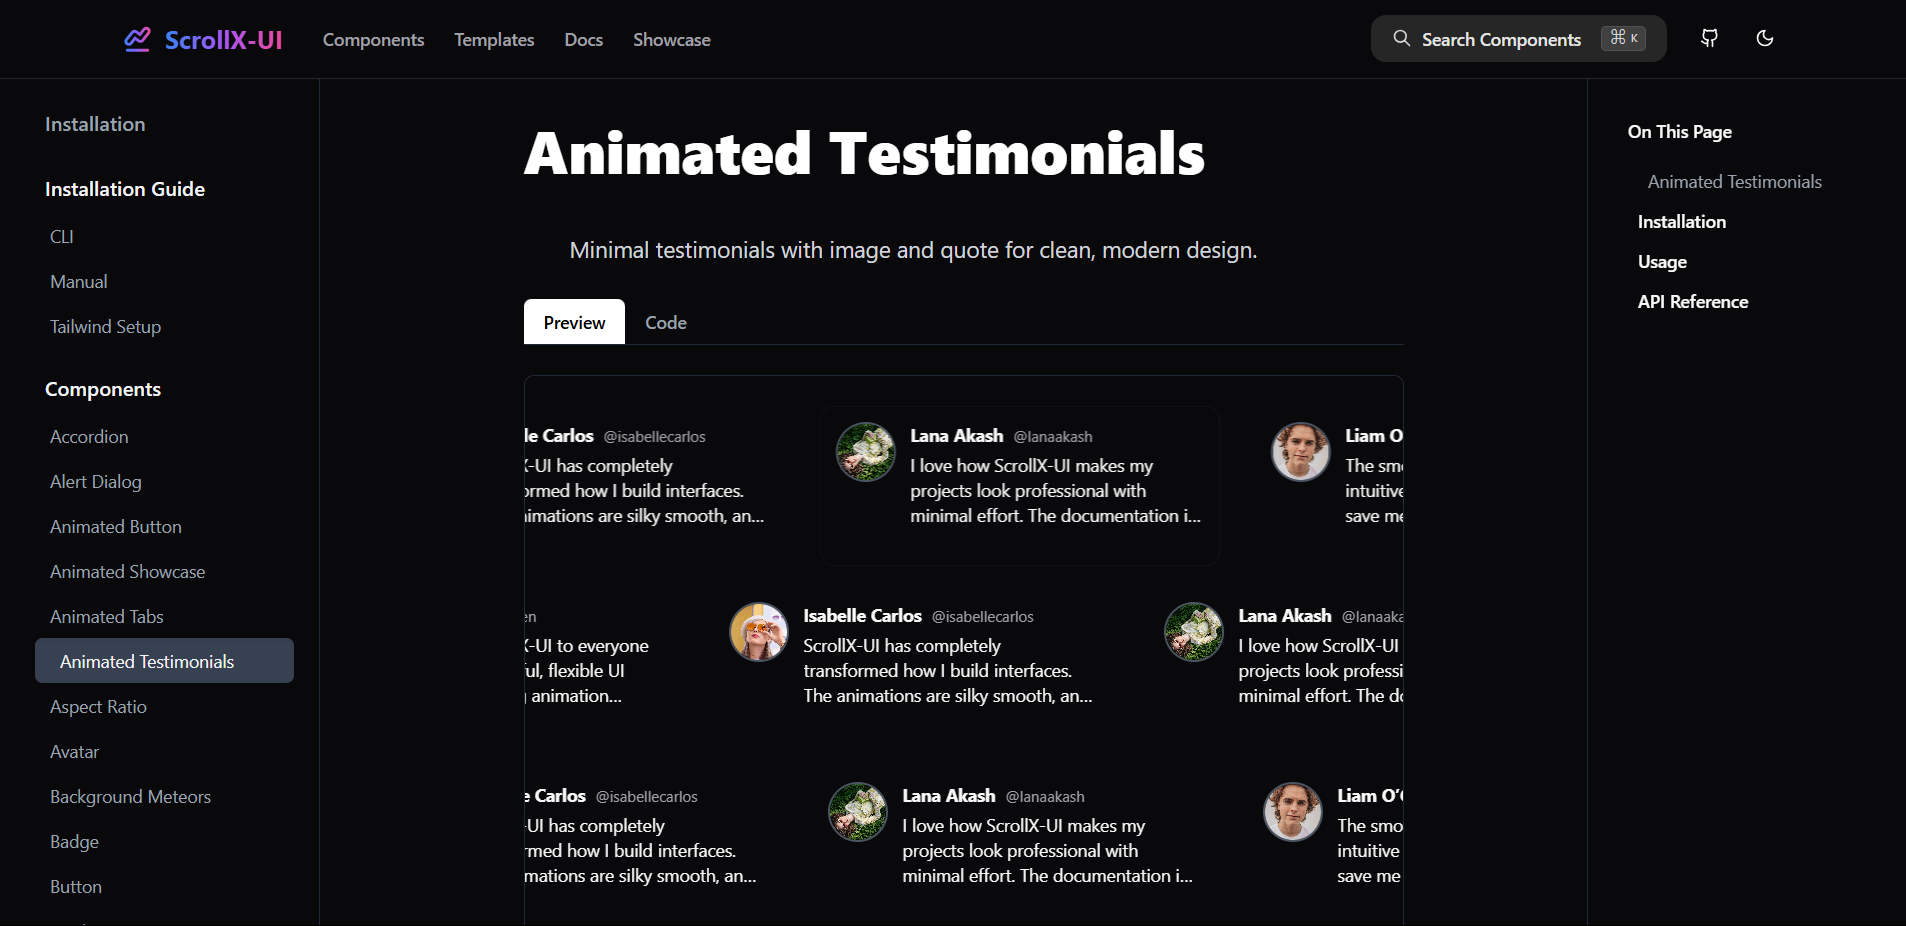 ScrollX-UI
Components
Templates
Docs
Showcase
Search Components
⌘ K
Installation
Installation Guide
CLI
Manual
Tailwind Setup
Components
Accordion
Alert Dialog
Animated Button
Animated Showcase
Animated Tabs
Animated Testimonials
Aspect Ratio
Avatar
Background Meteors
Badge
Button
Animated Testimonials
Minimal testimonials with image and quote for clean, modern design.
Preview
Code
le Carlos @isabellecarlos
X-UI has completely
ormed how I build interfaces.
nimations are silky smooth, an...
Lana Akash @lanaakash
I love how ScrollX-UI makes my
projects look professional with
minimal effort. The documentation i...
Liam O
The smo
intuitive
save me
en
X-UI to everyone
ful, flexible UI
g animation...
Isabelle Carlos @isabellecarlos
ScrollX-UI has completely
transformed how I build interfaces.
The animations are silky smooth, an...
Lana Akash @lanaaka
I love how ScrollX-UI
projects look professi
minimal effort. The do
e Carlos @isabellecarlos
-UI has completely
rmed how I build interfaces.
mations are silky smooth, an...
Lana Akash @lanaakash
I love how ScrollX-UI makes my
projects look professional with
minimal effort. The documentation i...
Liam O'
The smo
intuitive
save me
On This Page
Animated Testimonials
Installation
Usage
API Reference